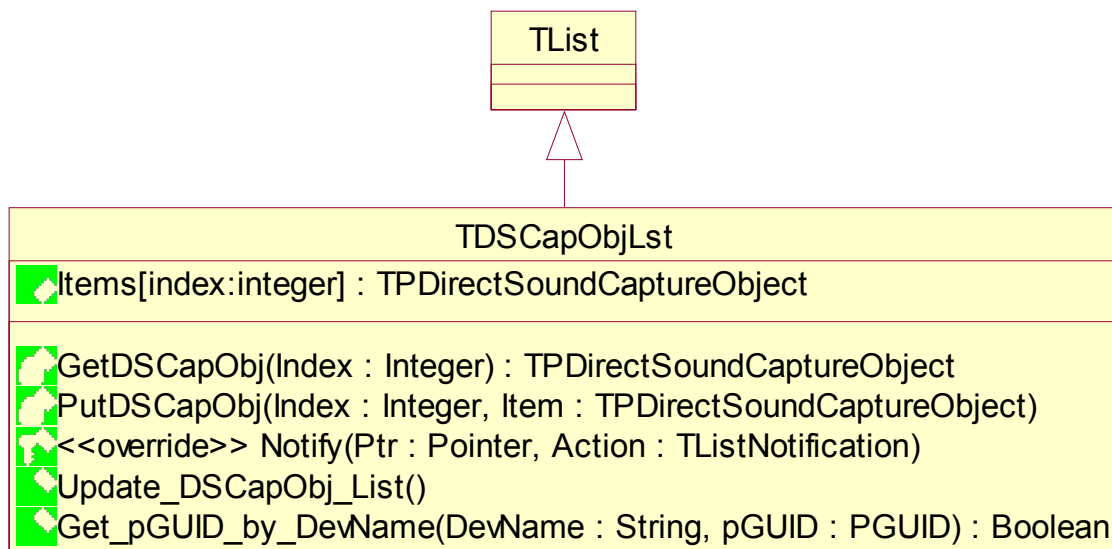 TList
TDSCapObjLst
Items[index:integer] : TPDirectSoundCaptureObject
GetDSCapObj(Index : Integer) : TPDirectSoundCaptureObject
PutDSCapObj(Index : Integer, Item : TPDirectSoundCaptureObject)
<<override>> Notify(Ptr : Pointer, Action : TListNotification)
Update_DSCapObj_List()
Get_pGUID_by_DevName(DevName : String, pGUID : PGUID) : Boolean